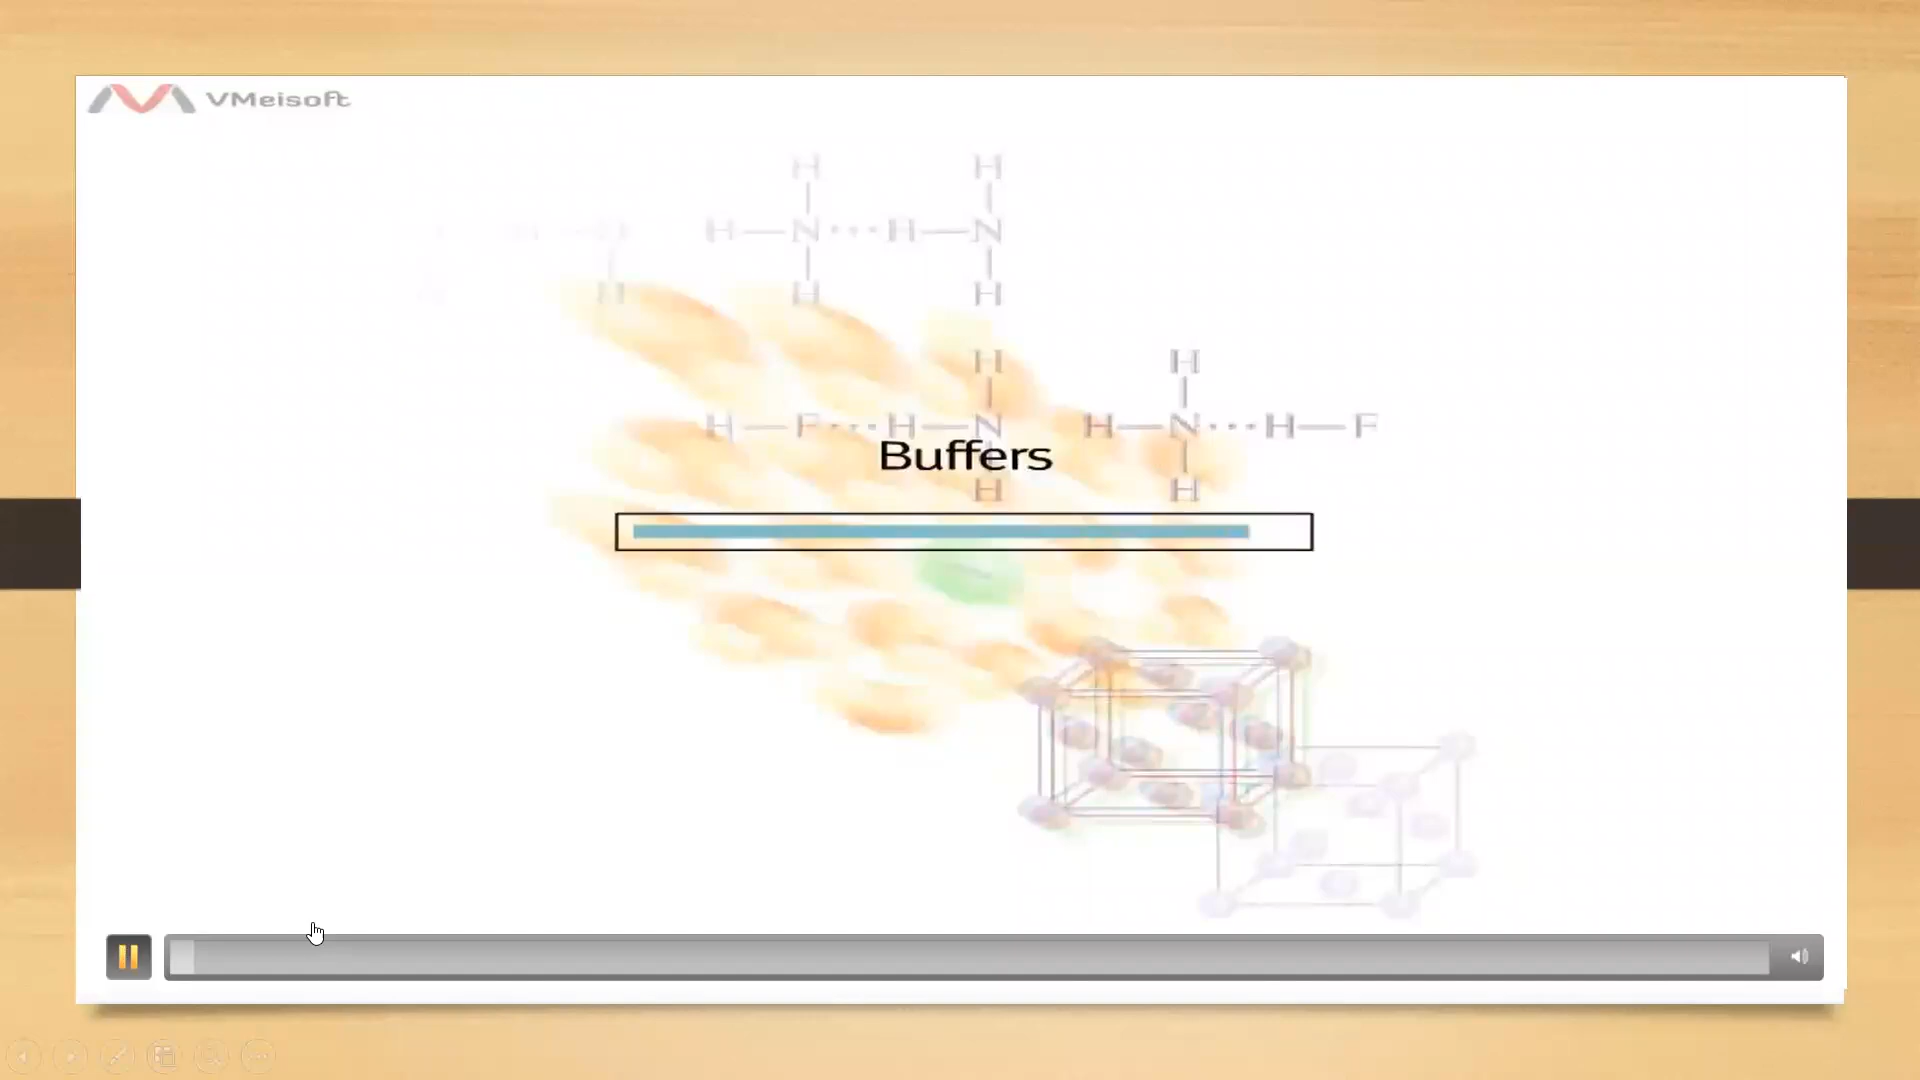 VMeisoft
H H
H—N···H—N
H H H
H H
H—F···H—N H—N···H—F
Buffers
H H